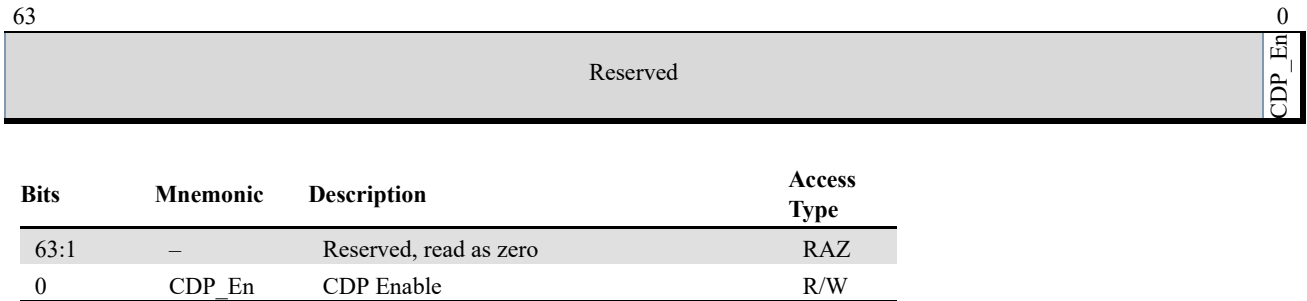 63 0
Reserved
CDP_En
Bits Mnemonic Description Access Type
63:1 – Reserved, read as zero RAZ
0 CDP_En CDP Enable R/W